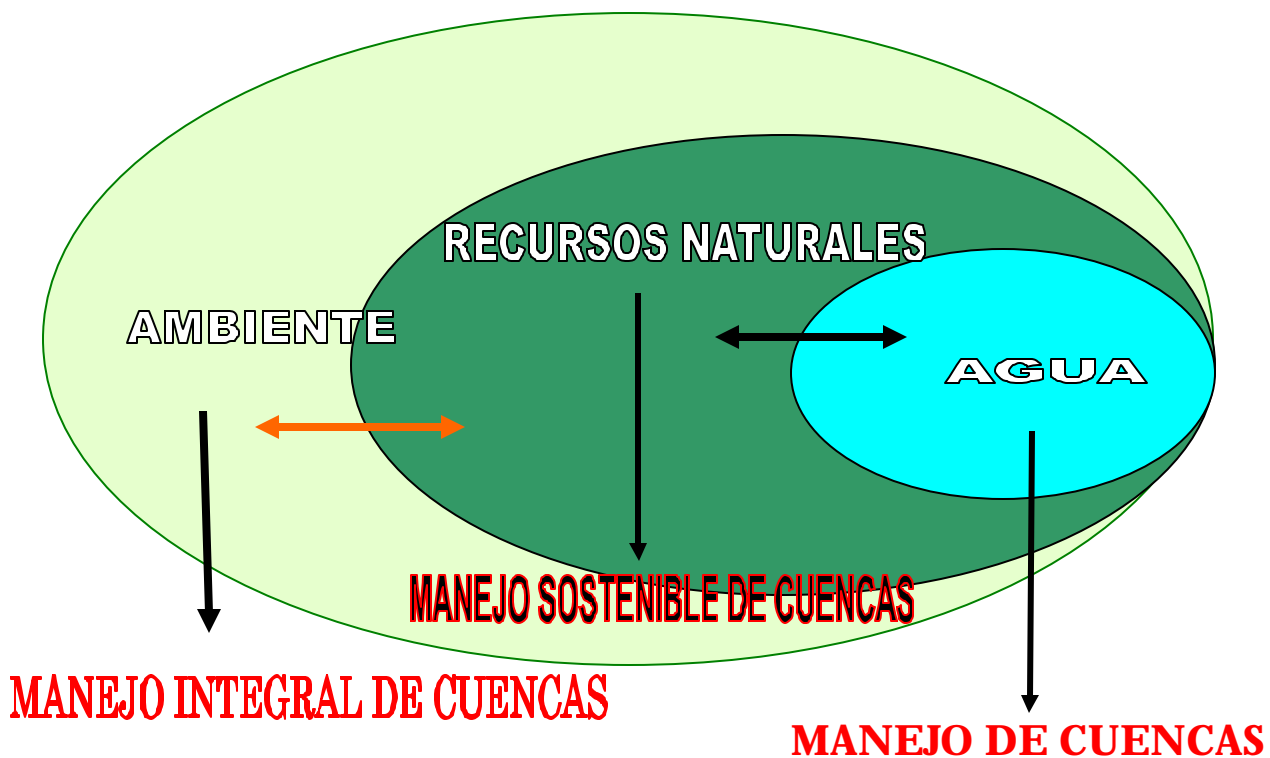 RECURSOS NATURALES
AMBIENTE
AGUA
MANEJO SOSTENIBLE DE CUENCAS
MANEJO INTEGRAL DE CUENCAS
MANEJO DE CUENCAS